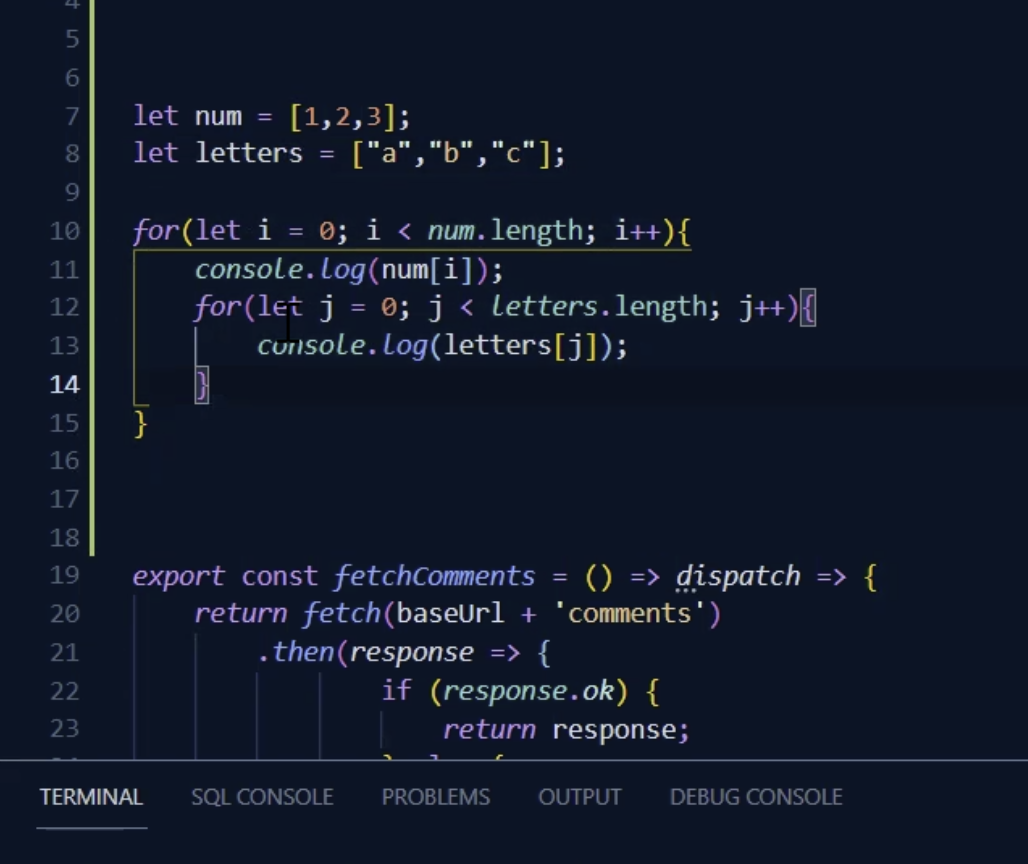 4
5
6
7 let num = [1,2,3];
8 let letters = ["a","b","c"];
9
10 for(let i = 0; i < num.length; i++){
11 console.log(num[i]);
12 for(let j = 0; j < letters.length; j++){
13 console.log(letters[j]);
14 }
15 }
16
17
18
19 export const fetchComments = () => dispatch => {
20 return fetch(baseUrl + 'comments')
21 .then(response => {
22 if (response.ok) {
23 return response;
TERMINAL SQL CONSOLE PROBLEMS OUTPUT DEBUG CONSOLE